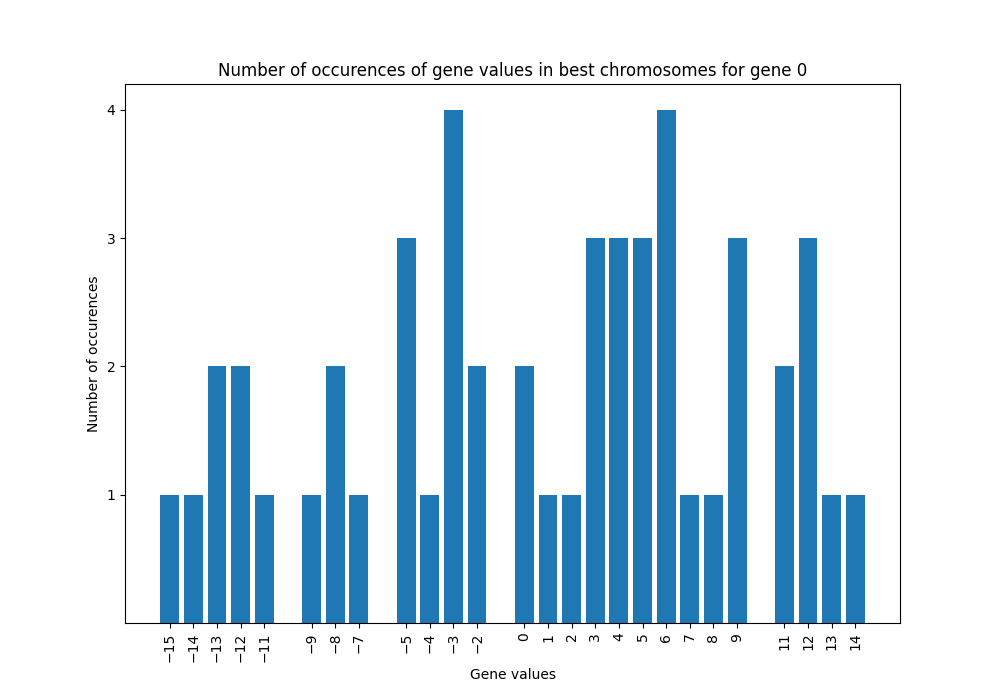 Number of occurences of gene values in best chromosomes for gene 0
4
3
2
1
Number of occurences
−15 −14 −13 −12 −11 −9 −8 −7 −5 −4 −3 −2 0 1 2 3 4 5 6 7 8 9 11 12 13 14
Gene values